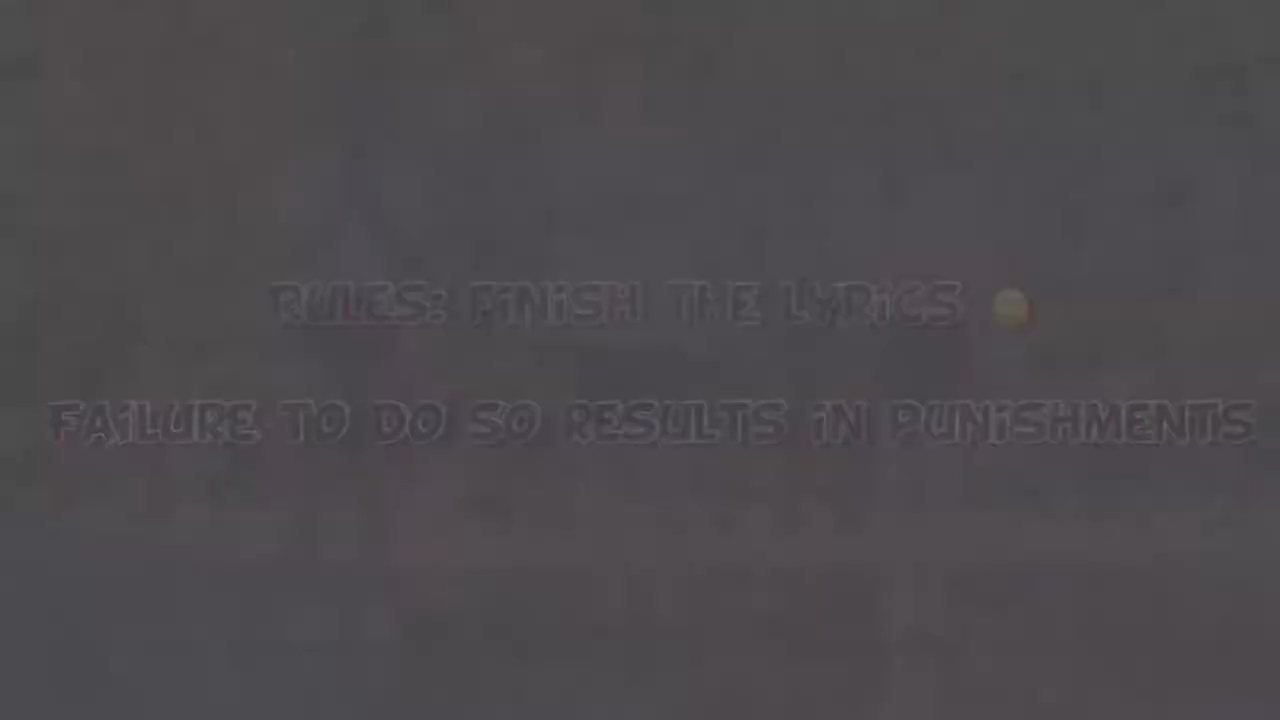 RULES: FINISH THE LYRICS
FAILURE TO DO SO RESULTS IN PUNISHMENTS